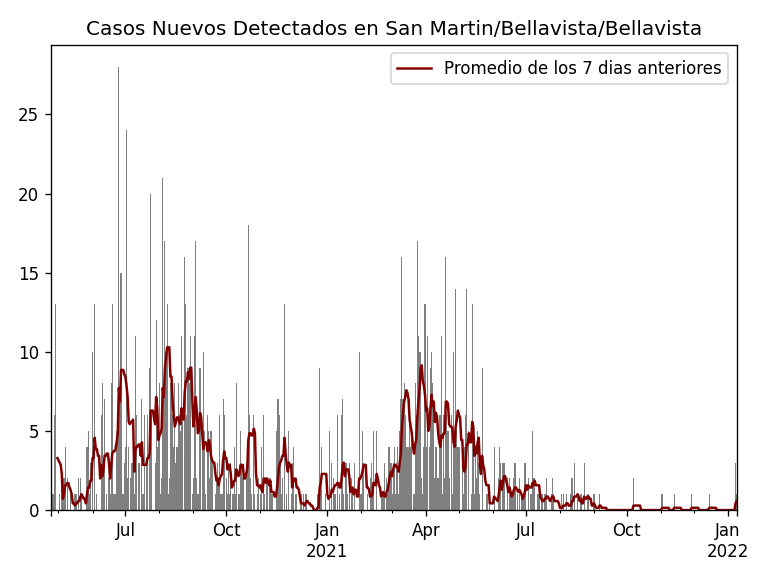 Casos Nuevos Detectados en San Martin/Bellavista/Bellavista
Promedio de los 7 dias anteriores
25
20
15
10
5
0
Jul Oct Jan Apr Jul Oct Jan
2021 2022